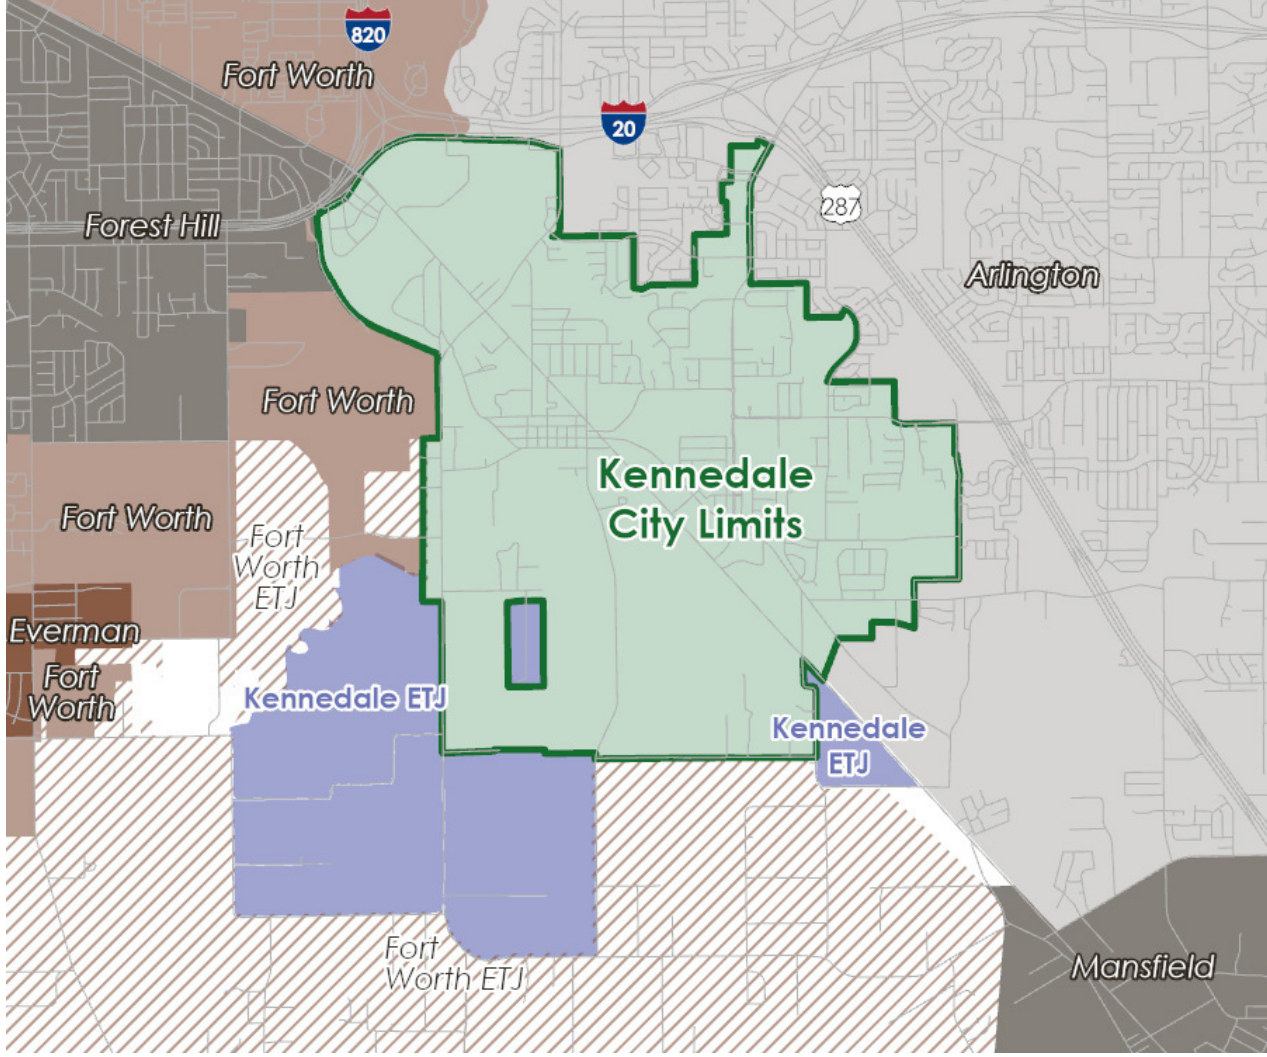 820
Fort Worth
20
287
Forest Hill
Arlington
Fort Worth
Kennedale
City Limits
Fort Worth
Fort
Worth
ETJ
Everman
Fort
Worth
Kennedale ETJ
Kennedale
ETJ
Fort
Worth ETJ
Mansfield